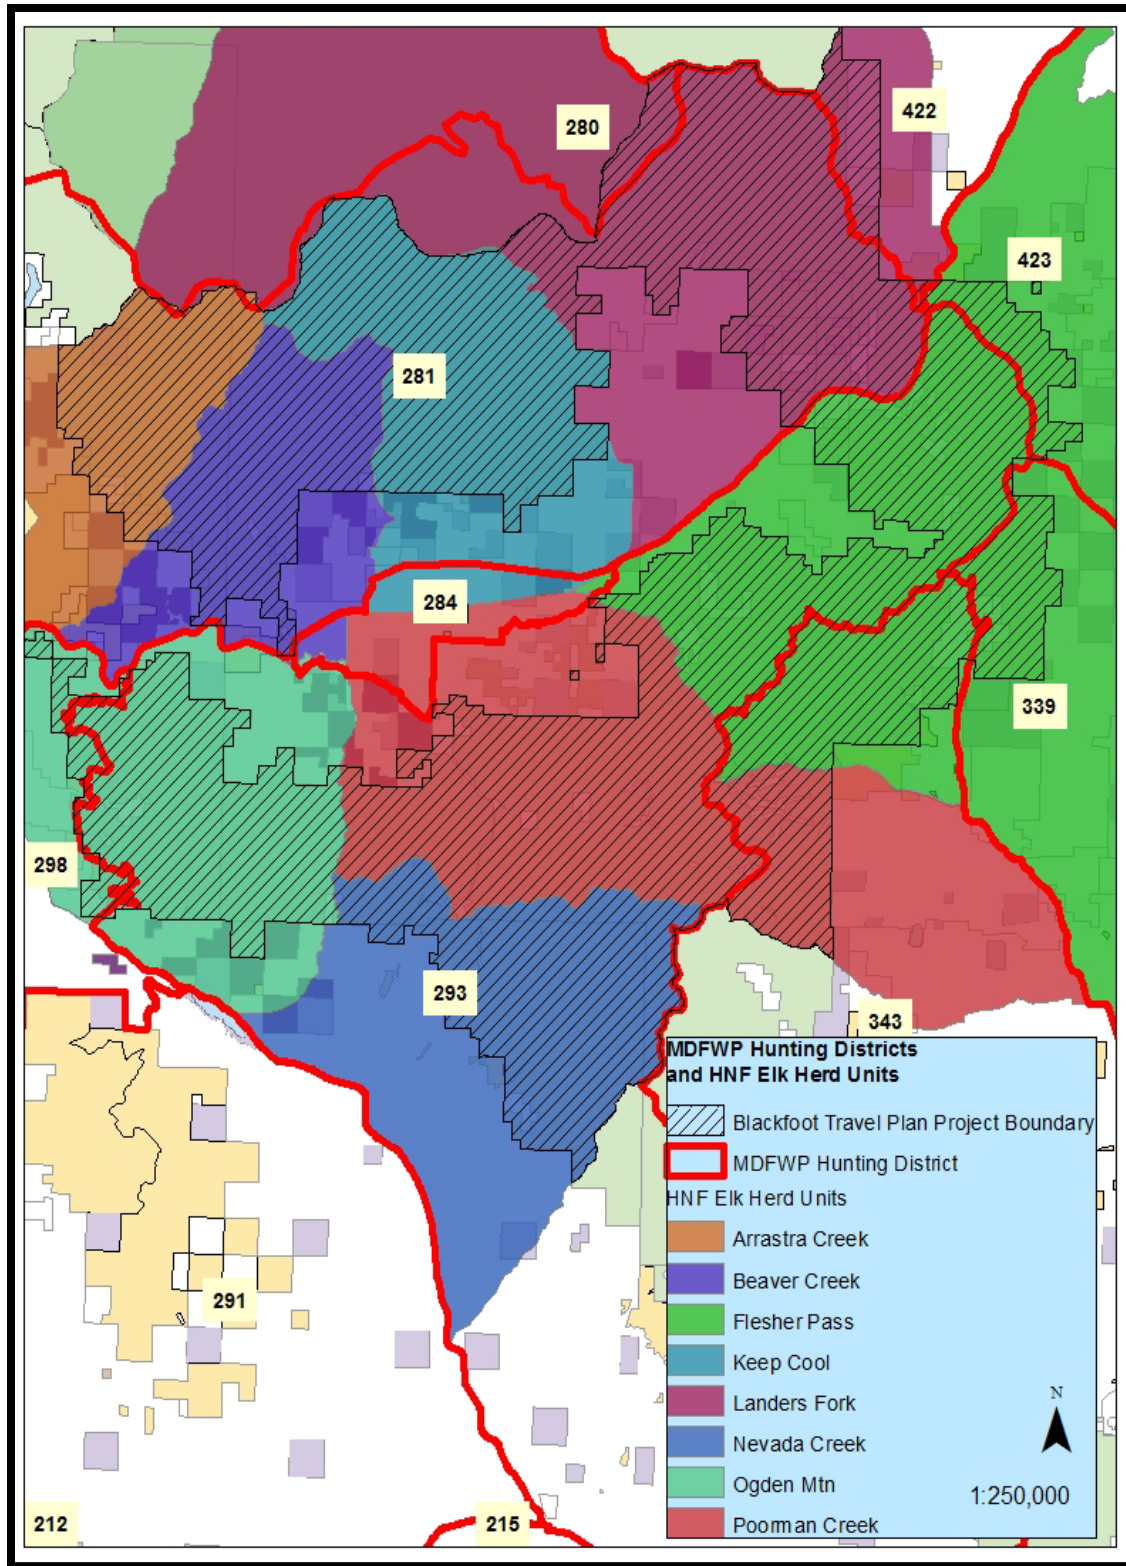 280
422
423
281
284
339
298
293
343
291
212
215
MDFWP Hunting Districts
and HNF Elk Herd Units
Blackfoot Travel Plan Project Boundary
MDFWP Hunting District
HNF Elk Herd Units
Arrastra Creek
Beaver Creek
Flesher Pass
Keep Cool
Landers Fork
Nevada Creek
Ogden Mtn
Poorman Creek
N
1:250,000